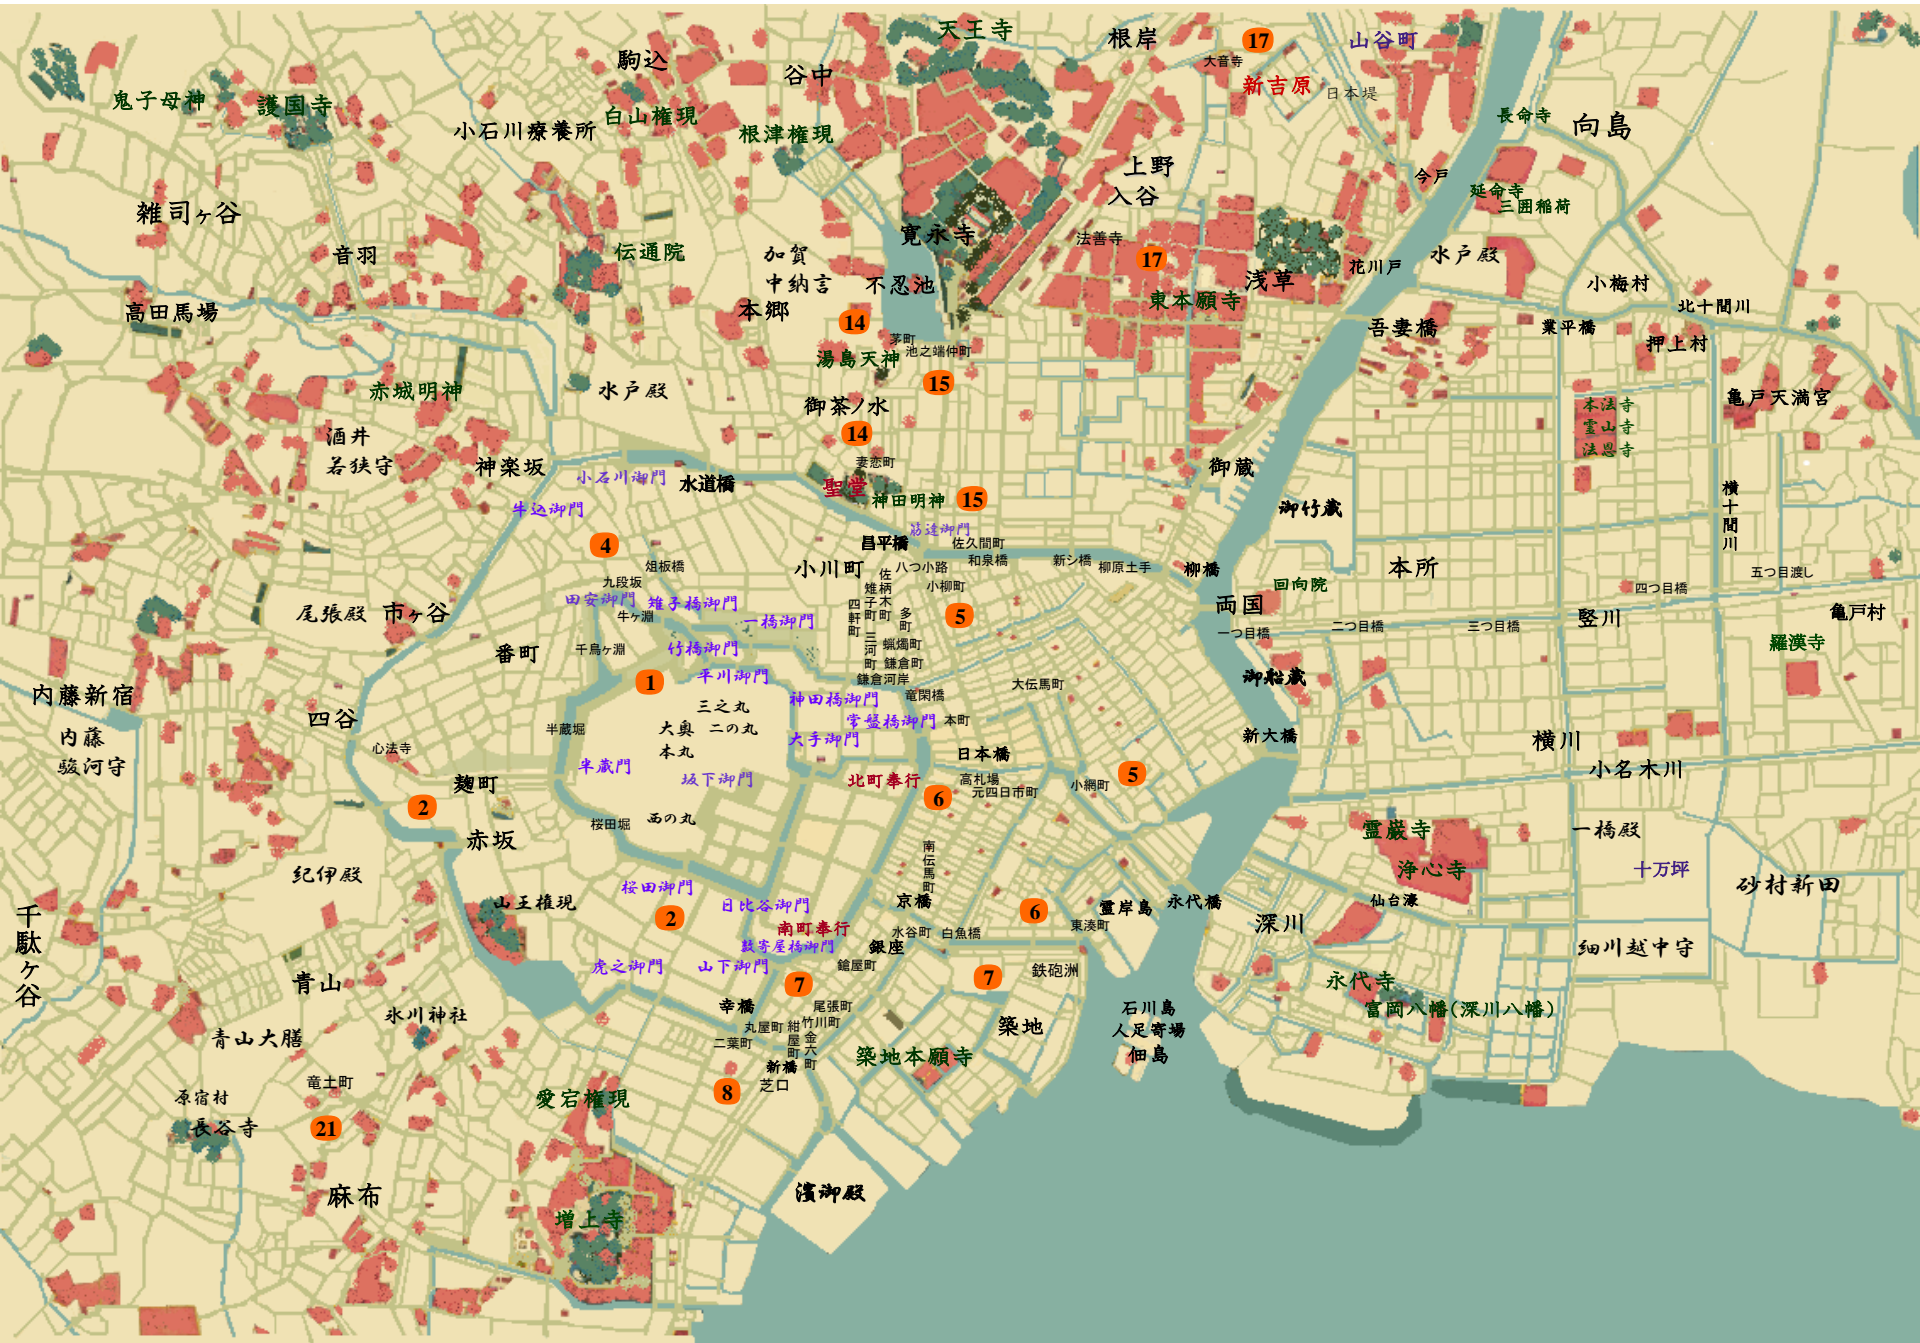 天王寺
根岸
17
山谷町
駒込
谷中
大音寺
新吉原
日本堤
鬼子母神
護国寺
白山権現
小石川療養所
根津権現
長命寺
向島
上野
入谷
今戸
延命寺
三囲稲荷
雑司ヶ谷
音羽
伝通院
加賀
中納言
寛永寺
法善寺
17
浅草
花川戸
水戸殿
不忍池
小梅村
高田馬場
本郷
14
東本願寺
吾妻橋
業平橋
北十間川
押上村
茅町
湯島天神
池之端仲町
15
赤城明神
水戸殿
御茶ノ水
本法寺
霊山寺
法恩寺
亀戸天満宮
酒井
若狭守
14
神楽坂
小石川御門
水道橋
妻恋町
聖堂
神田明神
15
御蔵
御竹蔵
横十間川
牛込御門
筋違御門
4
昌平橋
佐久間町
俎板橋
小川町
八つ小路
和泉橋
新シ橋
柳原土手
柳橋
本所
五つ目渡し
九段坂
佐柄木町
小柳町
回向院
四つ目橋
田安御門
雉子橋御門
雉子町
四軒町
多町
5
両国
尾張殿
市ヶ谷
牛ヶ淵
一橋御門
一つ目橋
二つ目橋
三つ目橋
竪川
亀戸村
番町
千鳥ヶ淵
竹橋御門
三河町
蝋燭町
鎌倉町
羅漢寺
1
平川御門
鎌倉河岸
御船蔵
内藤新宿
神田橋御門
竜閑橋
大伝馬町
四谷
三之丸
常盤橋御門
本町
半蔵堀
大奥
二の丸
大手御門
新大橋
内藤
駿河守
心法寺
本丸
日本橋
横川
半蔵門
坂下御門
北町奉行
高札場
元四日市町
小網町
5
小名木川
麹町
2
6
桜田堀
西の丸
霊巌寺
一橋殿
赤坂
南伝馬町
浄心寺
十万坪
砂村新田
紀伊殿
桜田御門
山王権現
日比谷御門
京橋
霊岸島
永代橋
仙台濠
2
6
千駄ヶ谷
南町奉行
水谷町
白魚橋
東湊町
深川
数寄屋橋御門
銀座
細川越中守
虎之御門
山下御門
鎗屋町
鉄砲洲
青山
7
7
永代寺
幸橋
尾張町
石川島
人足寄場
富岡八幡(深川八幡)
氷川神社
丸屋町
紺屋町
竹川町
築地
青山大膳
二葉町
金六町
佃島
新橋
築地本願寺
竜土町
芝口
原宿村
愛宕権現
8
長谷寺
21
麻布
濱御殿
増上寺